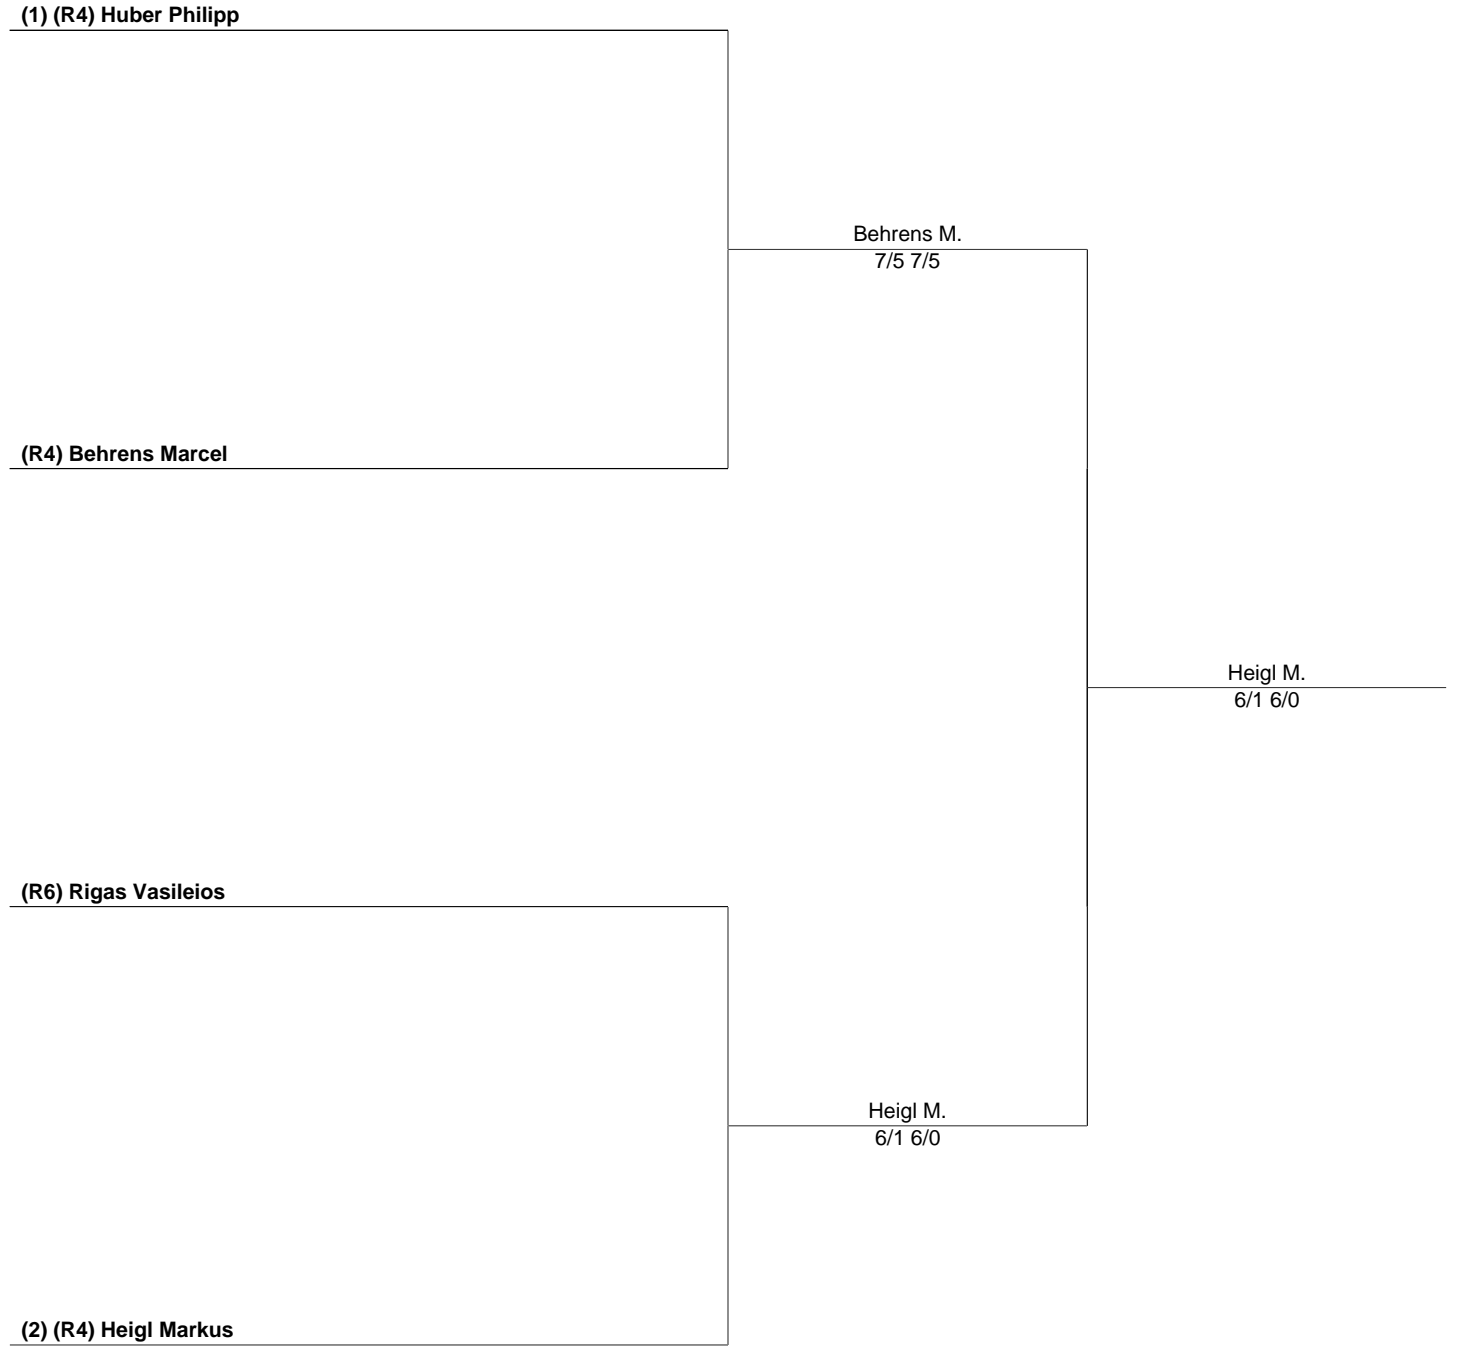 (1) (R4) Huber Philipp
Behrens M.
7/5 7/5
(R4) Behrens Marcel
Heigl M.
6/1 6/0
(R6) Rigas Vasileios
Heigl M.
6/1 6/0
(2) (R4) Heigl Markus